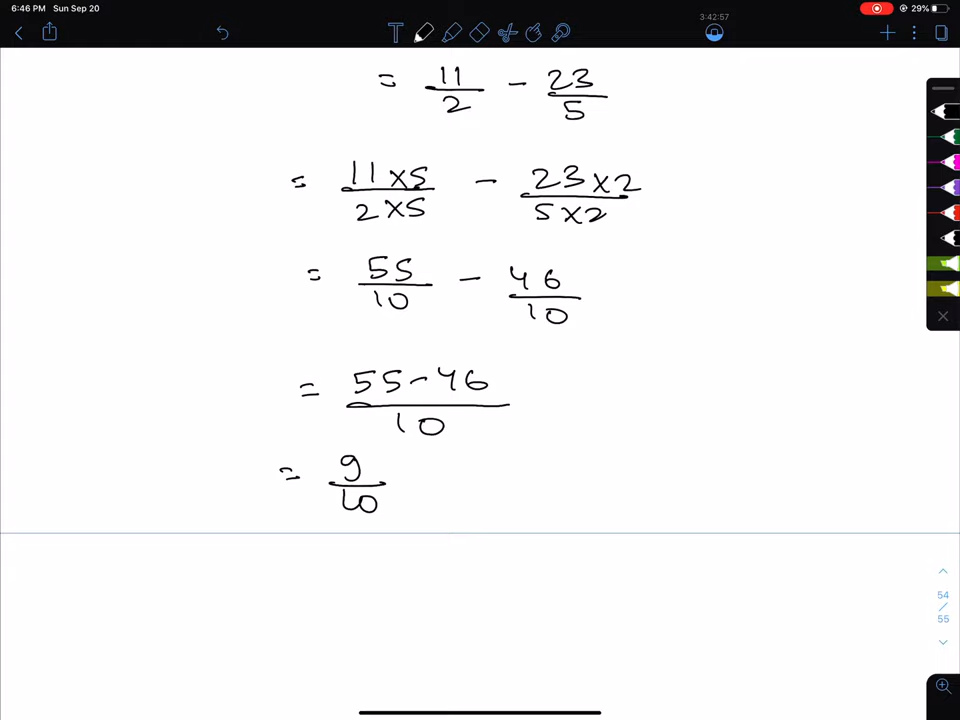 6:46 PM Sun Sep 20
29%
3:42:57
T
= 11/2 - 23/5
= 11×5/2×5 - 23×2/5×2
= 55/10 - 46/10
= 55-46/10
= 9/10
54
/
55